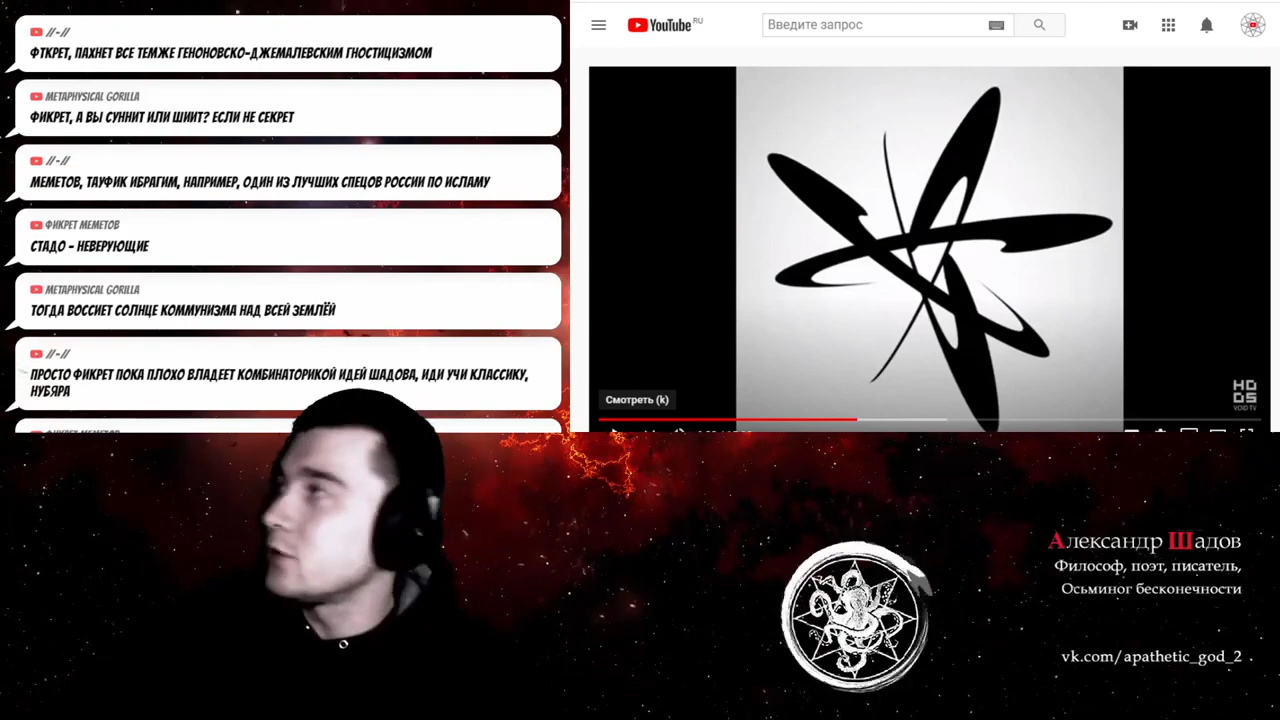 //-//
ФТКРЕТ, ПАХНЕТ ВСЕ ТЕМЖЕ ГЕНОНОВСКО-ДЖЕМАЛЕВСКИМ ГНОСТИЦИЗМОМ
METAPHYSICAL GORILLA
ФИКРЕТ, А ВЫ СУННИТ ИЛИ ШИИТ? ЕСЛИ НЕ СЕКРЕТ
//-//
МЕМЕТОВ, ТАУФИК ИБРАГИМ, НАПРИМЕР, ОДИН ИЗ ЛУЧШИХ СПЕЦОВ РОССИИ ПО ИСЛАМУ
ФИКРЕТ МЕМЕТОВ
СТАДО - НЕВЕРУЮЩИЕ
METAPHYSICAL GORILLA
ТОГДА ВОССИЕТ СОЛНЦЕ КОММУНИЗМА НАД ВСЕЙ ЗЕМЛЁЙ
//-//
ПРОСТО ФИКРЕТ ПОКА ПЛОХО ВЛАДЕЕТ КОМБИНАТОРИКОЙ ИДЕЙ ШАДОВА, ИДИ УЧИ КЛАССИКУ,
НУБЯРА
YouTube RU
Введите запрос
Смотреть (k)
VOID TV
Александр Шадов
Философ, поэт, писатель,
Осьминог бесконечности
vk.com/apathetic_god_2